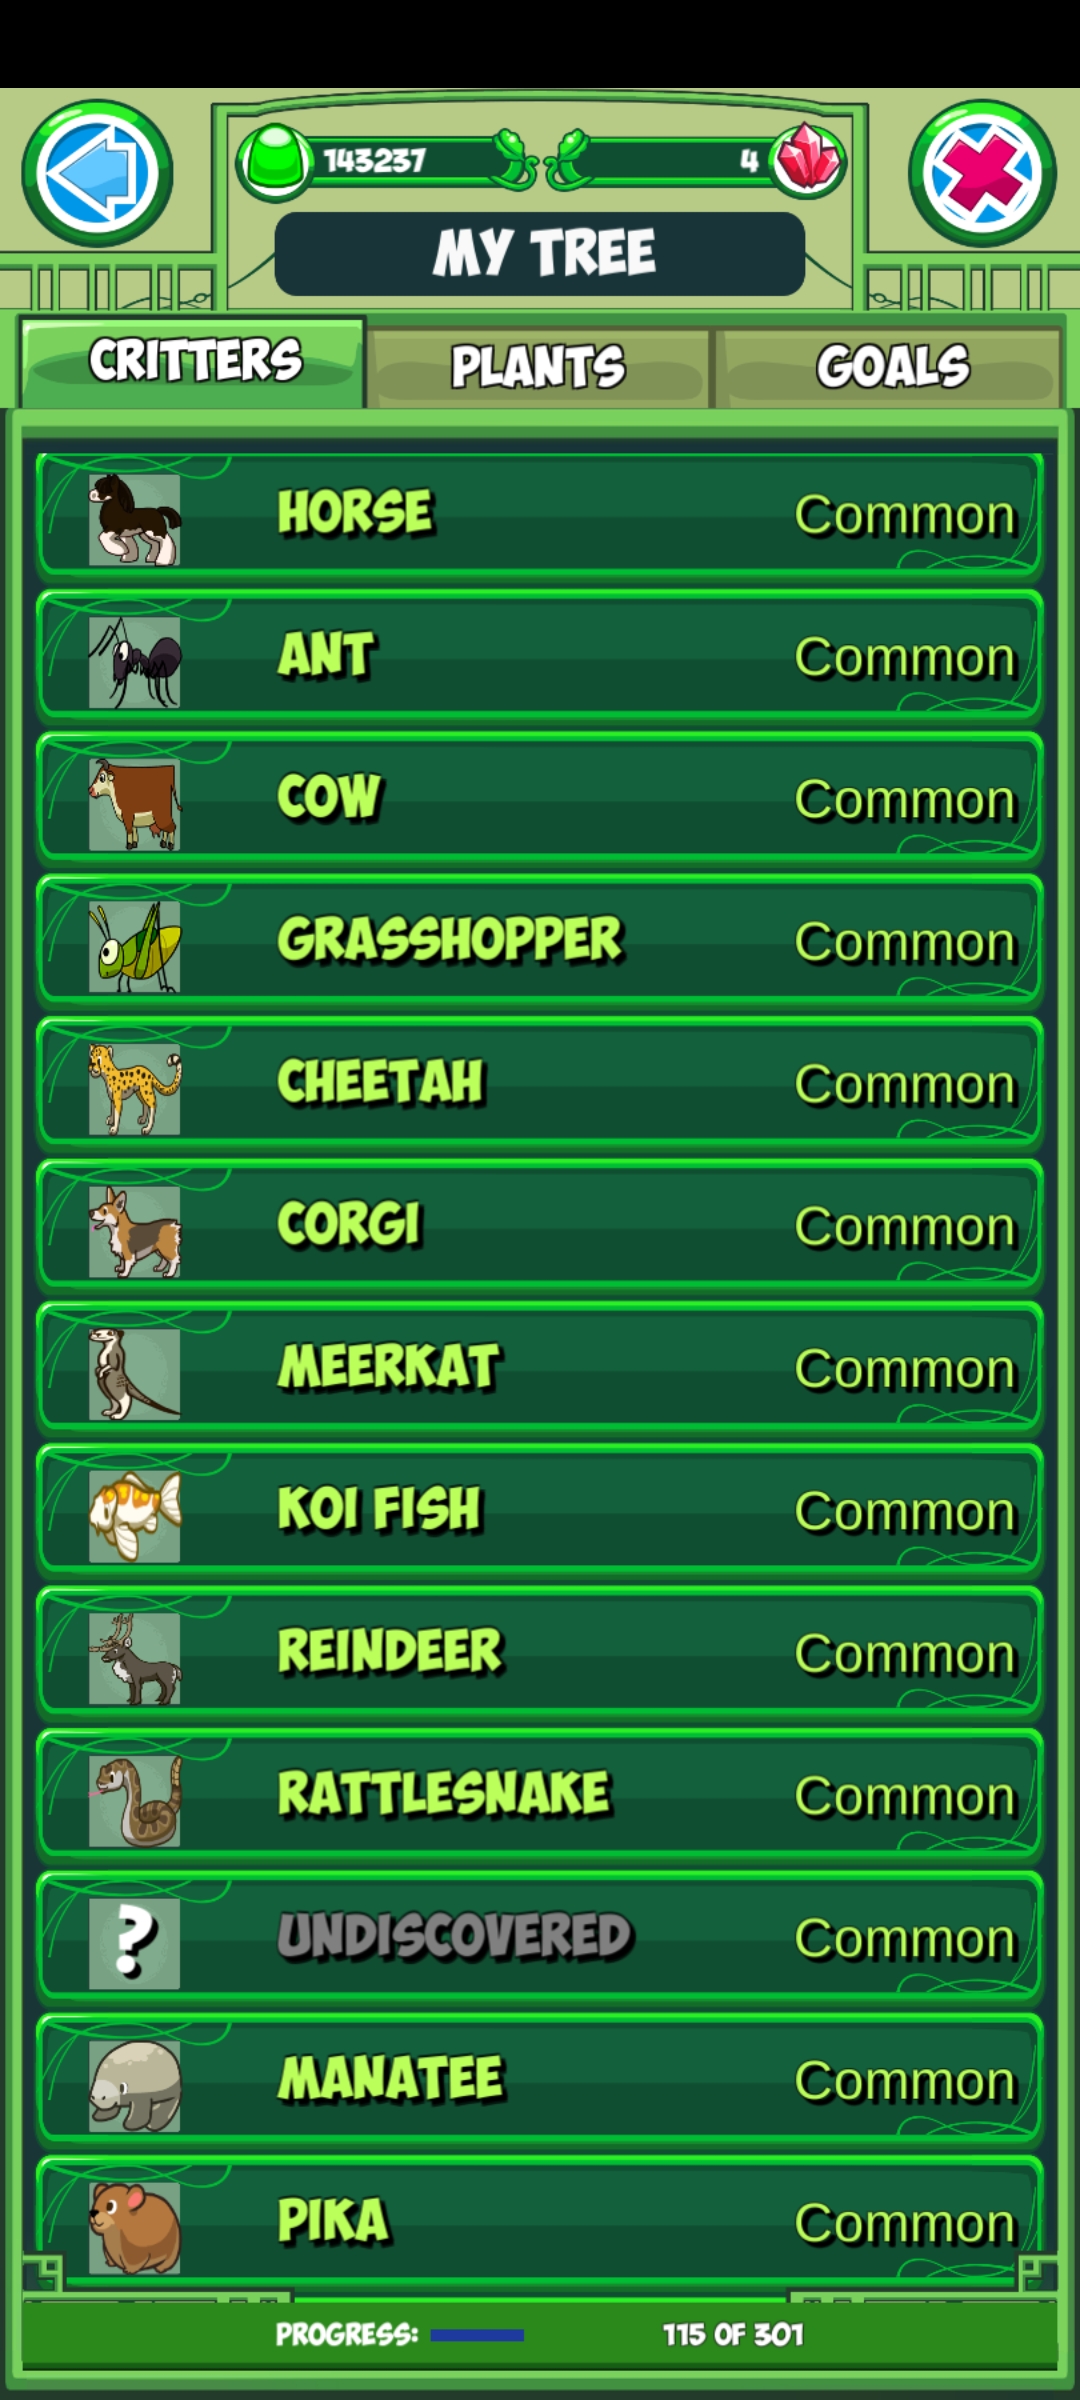 143237
4
MY TREE
CRITTERS PLANTS GOALS
HORSE Common
ANT Common
COW Common
GRASSHOPPER Common
CHEETAH Common
CORGI Common
MEERKAT Common
KOI FISH Common
REINDEER Common
RATTLESNAKE Common
? UNDISCOVERED Common
MANATEE Common
PIKA Common
PROGRESS: 115 OF 301